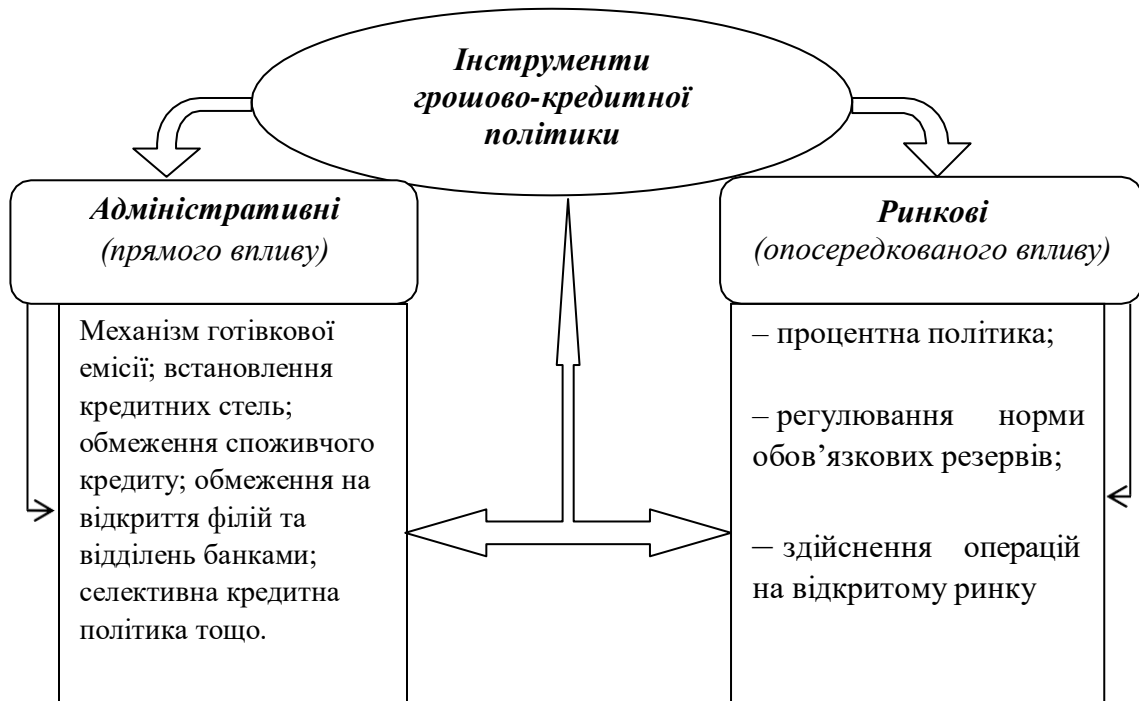 Інструменти
грошово-кредитної
політики
Адміністративні
(прямого впливу)
Ринкові
(опосередкованого впливу)
Механізм готівкової
емісії; встановлення
кредитних стель;
обмеження споживчого
кредиту; обмеження на
відкриття філій та
відділень банками;
селективна кредитна
політика тощо.
– процентна політика;
– регулювання норми
обов’язкових резервів;
– здійснення операцій
на відкритому ринку